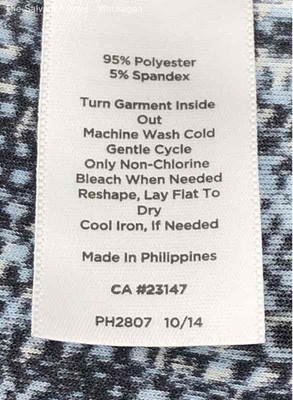 95% Polyester
5% Spandex
Turn Garment Inside
Out
Machine Wash Cold
Gentle Cycle
Only Non-Chlorine
Bleach When Needed
Reshape, Lay Flat To
Dry
Cool Iron, If Needed
Made In Philippines
CA #23147
PH2807 10/14